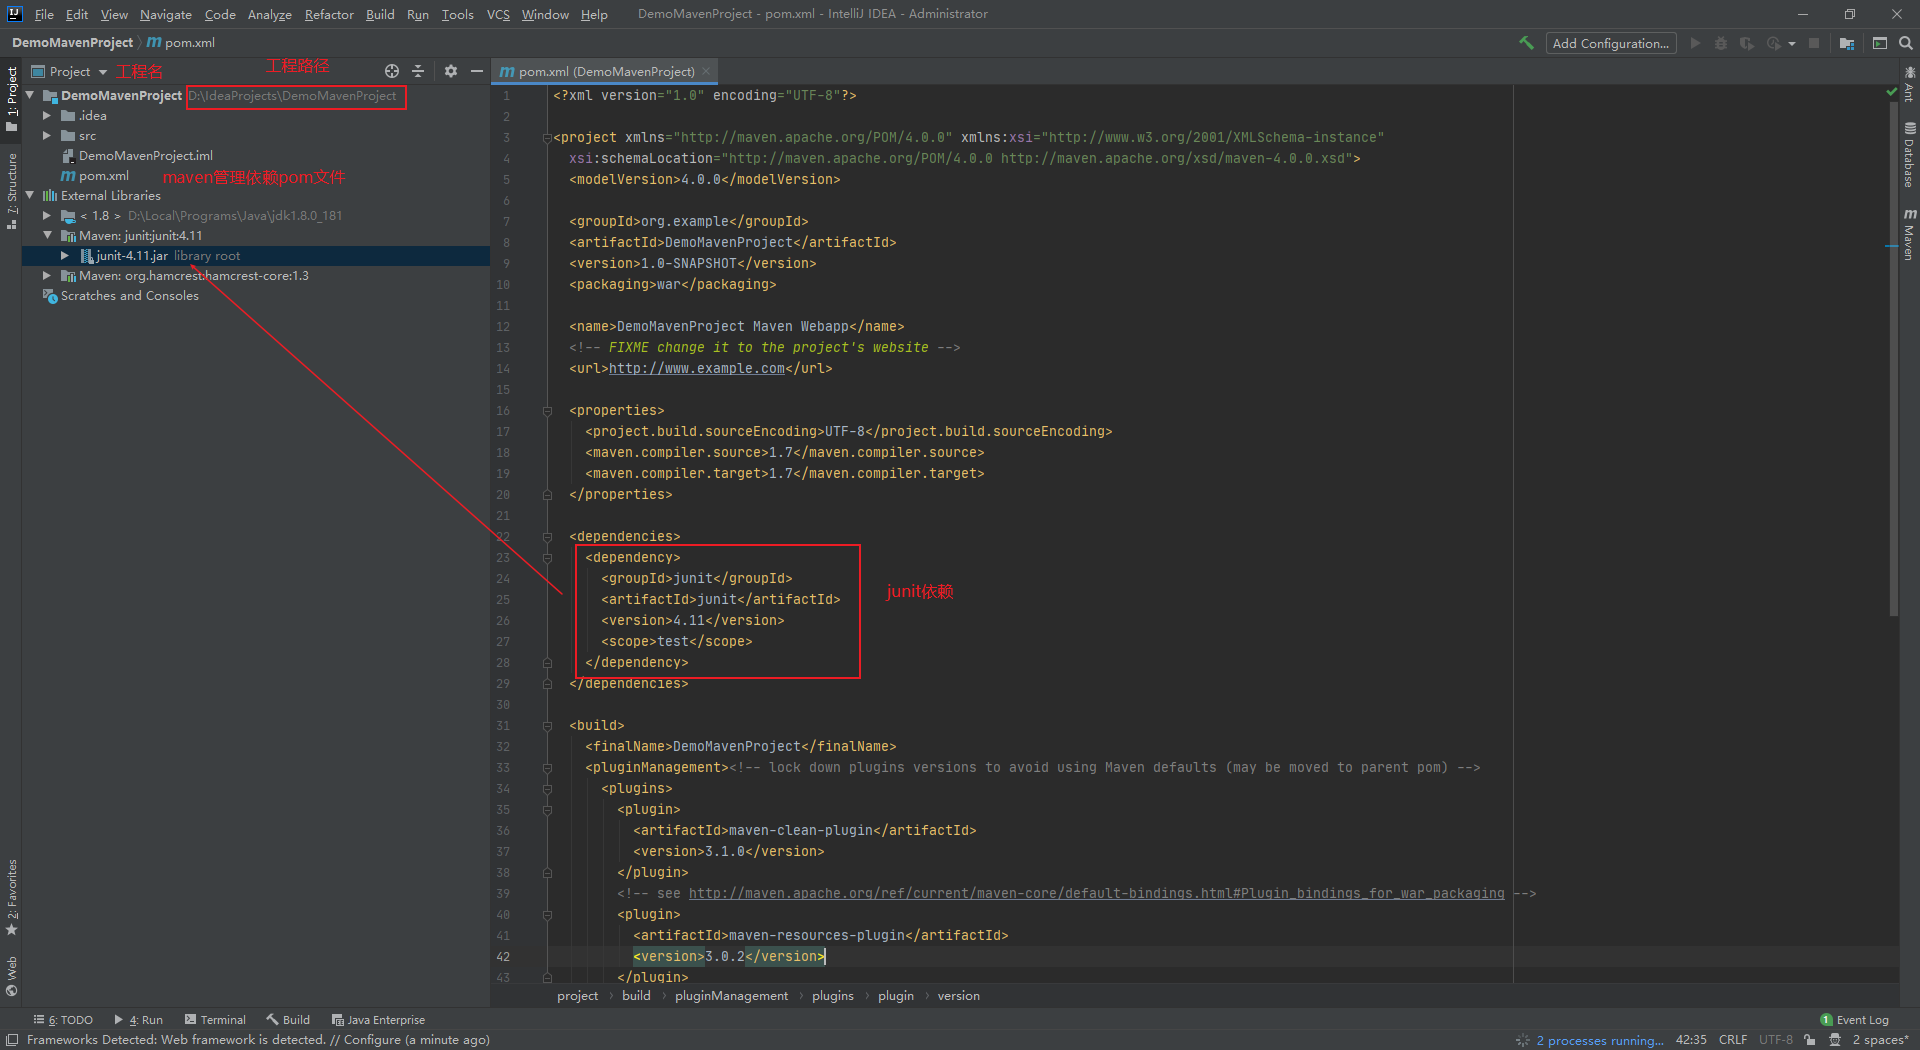 File Edit View Navigate Code Analyze Refactor Build Run Tools VCS Window Help DemoMavenProject - pom.xml - IntelliJ IDEA - Administrator
DemoMavenProject pom.xml Add Configuration...
Project 工程名 工程路径 pom.xml (DemoMavenProject)
DemoMavenProject D:\IdeaProjects\DemoMavenProject
.idea
src
DemoMavenProject.iml
pom.xml maven管理依赖pom文件
External Libraries
< 1.8 > D:\Local\Programs\Java\jdk1.8.0_181
Maven: junit:junit:4.11
junit-4.11.jar library root
Maven: org.hamcrest:hamcrest-core:1.3
Scratches and Consoles
1: Project
7: Structure
2: Favorites
Web
1 <?xml version="1.0" encoding="UTF-8"?>
2
3 <project xmlns="http://maven.apache.org/POM/4.0.0" xmlns:xsi="http://www.w3.org/2001/XMLSchema-instance"
4 xsi:schemaLocation="http://maven.apache.org/POM/4.0.0 http://maven.apache.org/xsd/maven-4.0.0.xsd">
5 <modelVersion>4.0.0</modelVersion>
6
7 <groupId>org.example</groupId>
8 <artifactId>DemoMavenProject</artifactId>
9 <version>1.0-SNAPSHOT</version>
10 <packaging>war</packaging>
11
12 <name>DemoMavenProject Maven Webapp</name>
13 <!-- FIXME change it to the project's website -->
14 <url>http://www.example.com</url>
15
16 <properties>
17 <project.build.sourceEncoding>UTF-8</project.build.sourceEncoding>
18 <maven.compiler.source>1.7</maven.compiler.source>
19 <maven.compiler.target>1.7</maven.compiler.target>
20 </properties>
21
22 <dependencies>
23 <dependency>
24 <groupId>junit</groupId>
25 <artifactId>junit</artifactId>
junit依赖
26 <version>4.11</version>
27 <scope>test</scope>
28 </dependency>
29 </dependencies>
30
31 <build>
32 <finalName>DemoMavenProject</finalName>
33 <pluginManagement><!-- lock down plugins versions to avoid using Maven defaults (may be moved to parent pom) -->
34 <plugins>
35 <plugin>
36 <artifactId>maven-clean-plugin</artifactId>
37 <version>3.1.0</version>
38 </plugin>
39 <!-- see http://maven.apache.org/ref/current/maven-core/default-bindings.html#Plugin_bindings_for_war_packaging -->
40 <plugin>
41 <artifactId>maven-resources-plugin</artifactId>
42 <version>3.0.2</version>
43 </plugin>
Ant
Database
Maven
project › build › pluginManagement › plugins › plugin › version
6: TODO 4: Run Terminal Build Java Enterprise 1 Event Log
Frameworks Detected: Web framework is detected. // Configure (a minute ago) 2 processes running... 42:35 CRLF UTF-8 2 spaces*